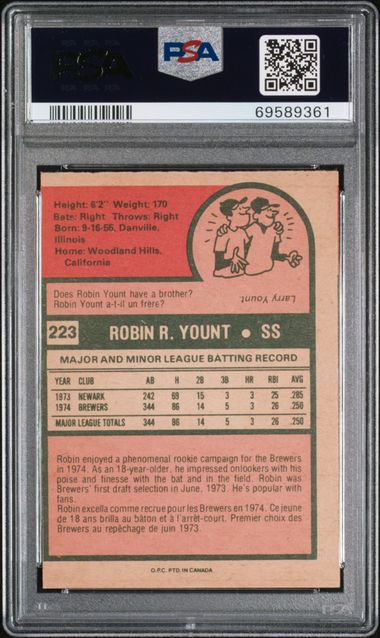 PSA
PSA
69589361
Height: 6'2" Weight: 170
Bats: Right Throws: Right
Born: 9-16-55, Danville,
Illinois
Home: Woodland Hills,
California
Larry Yount
Does Robin Yount have a brother?
Robin Yount a-t-il un frère?
223 ROBIN R. YOUNT • SS
MAJOR AND MINOR LEAGUE BATTING RECORD
YEAR CLUB AB H 2B 3B HR RBI AVG
1973 NEWARK 242 69 15 3 3 25 .285
1974 BREWERS 344 86 14 5 3 26 .250
MAJOR LEAGUE TOTALS 344 86 14 5 3 26 .250
Robin enjoyed a phenomenal rookie campaign for the Brewers
in 1974. As an 18-year-older, he impressed onlookers with his
poise and finesse with the bat and in the field. Robin was
Brewers' first draft selection in June, 1973. He's popular with
fans.
Robin excella comme recrue pour les Brewers en 1974. Ce jeune
de 18 ans brilla au bâton et à l'arrêt-court. Premier choix des
Brewers au repêchage de juin 1973.
O.P.C. PTD. IN CANADA